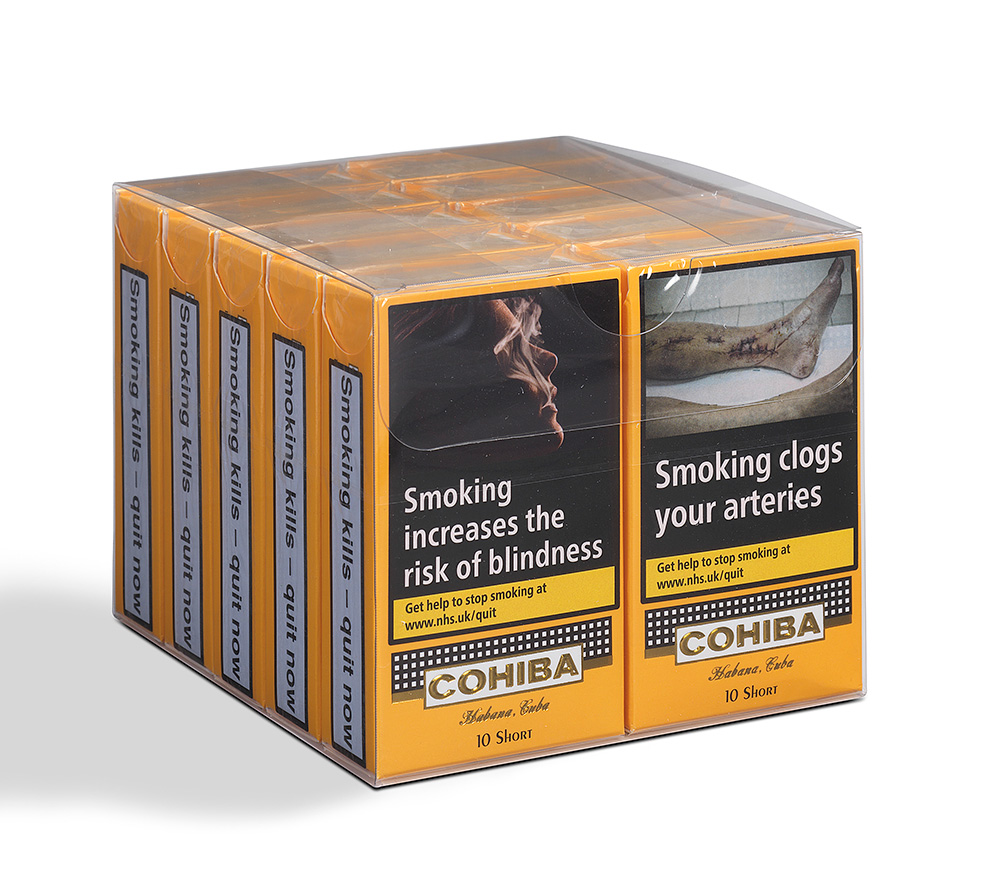 Smoking kills – quit now
Smoking kills – quit now
Smoking kills – quit now
Smoking kills – quit now
Smoking kills – quit now
Smoking
increases the
risk of blindness
Get help to stop smoking at
www.nhs.uk/quit
COHIBA
Habana, Cuba
10 SHORT
Smoking clogs
your arteries
Get help to stop smoking at
www.nhs.uk/quit
COHIBA
Habana, Cuba
10 SHORT